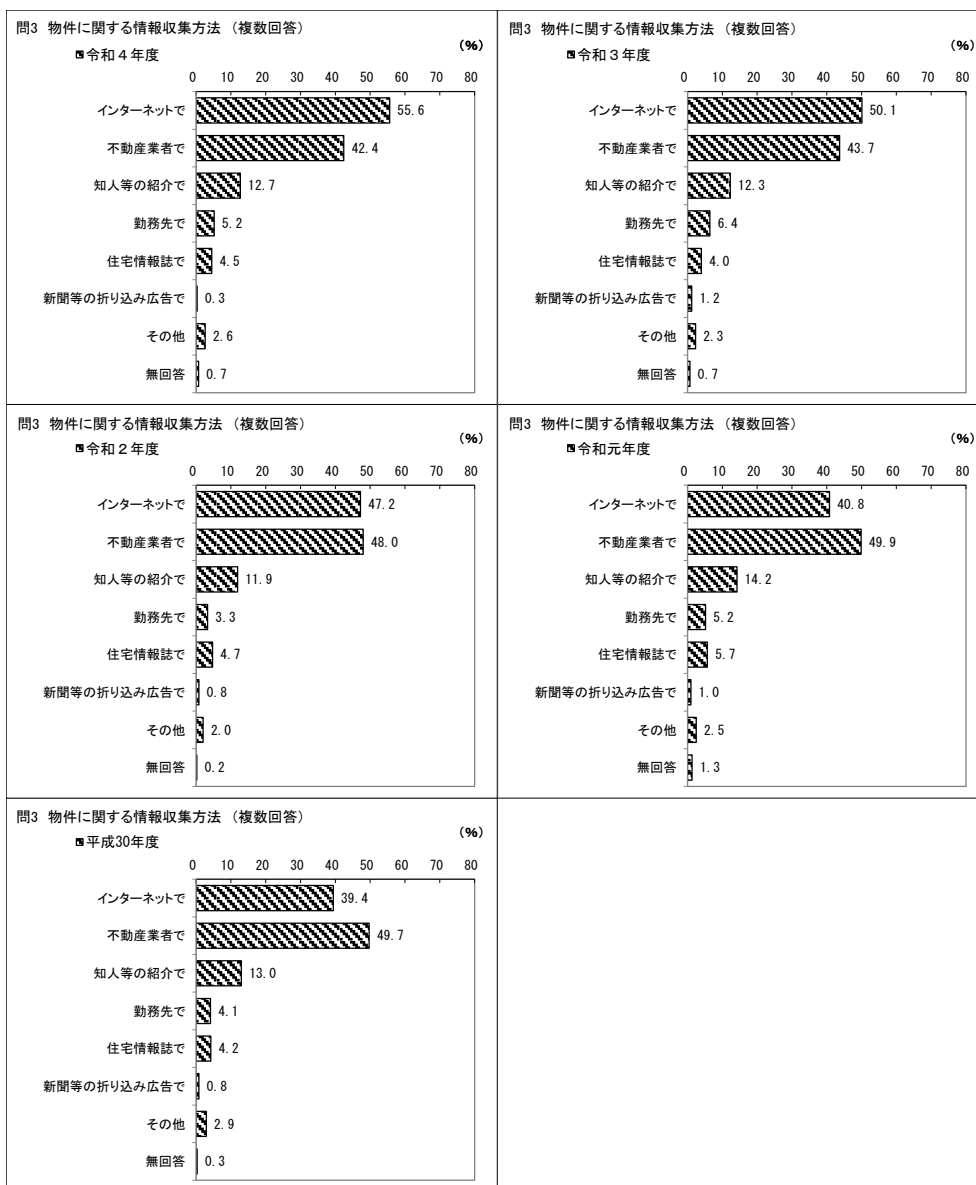 問3 物件に関する情報収集方法 (複数回答)
(%)
令和4年度
0 10 20 30 40 50 60 70 80
インターネットで 55.6
不動産業者で 42.4
知人等の紹介で 12.7
勤務先で 5.2
住宅情報誌で 4.5
新聞等の折り込み広告で 0.3
その他 2.6
無回答 0.7
問3 物件に関する情報収集方法 (複数回答)
(%)
令和3年度
0 10 20 30 40 50 60 70 80
インターネットで 50.1
不動産業者で 43.7
知人等の紹介で 12.3
勤務先で 6.4
住宅情報誌で 4.0
新聞等の折り込み広告で 1.2
その他 2.3
無回答 0.7
問3 物件に関する情報収集方法 (複数回答)
(%)
令和2年度
0 10 20 30 40 50 60 70 80
インターネットで 47.2
不動産業者で 48.0
知人等の紹介で 11.9
勤務先で 3.3
住宅情報誌で 4.7
新聞等の折り込み広告で 0.8
その他 2.0
無回答 0.2
問3 物件に関する情報収集方法 (複数回答)
(%)
令和元年度
0 10 20 30 40 50 60 70 80
インターネットで 40.8
不動産業者で 49.9
知人等の紹介で 14.2
勤務先で 5.2
住宅情報誌で 5.7
新聞等の折り込み広告で 1.0
その他 2.5
無回答 1.3
問3 物件に関する情報収集方法 (複数回答)
(%)
平成30年度
0 10 20 30 40 50 60 70 80
インターネットで 39.4
不動産業者で 49.7
知人等の紹介で 13.0
勤務先で 4.1
住宅情報誌で 4.2
新聞等の折り込み広告で 0.8
その他 2.9
無回答 0.3